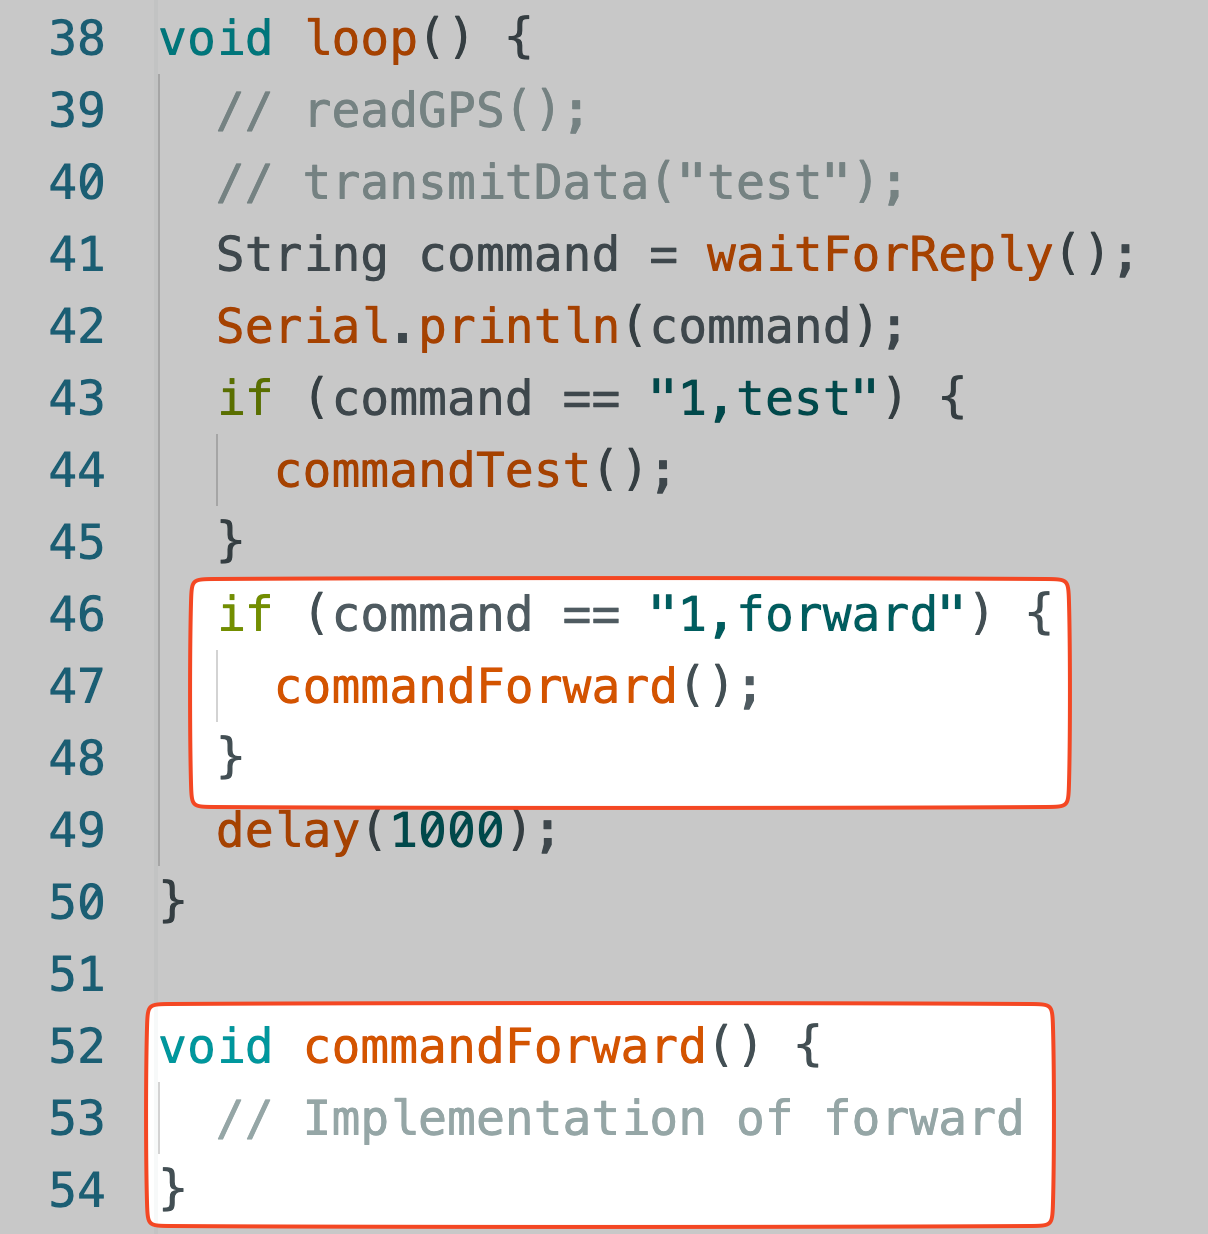 38 void loop() {
39   // readGPS();
40   // transmitData("test");
41   String command = waitForReply();
42   Serial.println(command);
43   if (command == "1,test") {
44     commandTest();
45   }
46   if (command == "1,forward") {
47     commandForward();
48   }
49   delay(1000);
50 }
51
52 void commandForward() {
53   // Implementation of forward
54 }